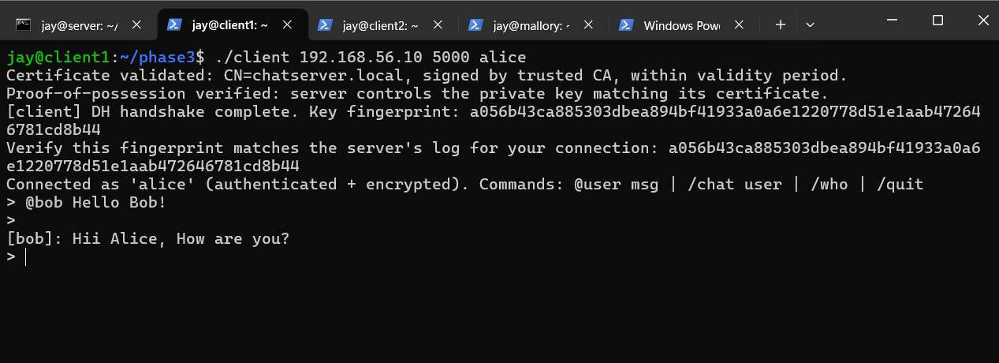 jay@server: ~/
jay@client1: ~
jay@client2: ~
jay@mallory: ~
Windows Pow
jay@client1:~/phase3$ ./client 192.168.56.10 5000 alice
Certificate validated: CN=chatserver.local, signed by trusted CA, within validity period.
Proof-of-possession verified: server controls the private key matching its certificate.
[client] DH handshake complete. Key fingerprint: a056b43ca885303dbea894bf41933a0a6e1220778d51e1aab47264
6781cd8b44
Verify this fingerprint matches the server's log for your connection: a056b43ca885303dbea894bf41933a0a6
e1220778d51e1aab472646781cd8b44
Connected as 'alice' (authenticated + encrypted). Commands: @user msg | /chat user | /who | /quit
> @bob Hello Bob!
>
[bob]: Hii Alice, How are you?
>